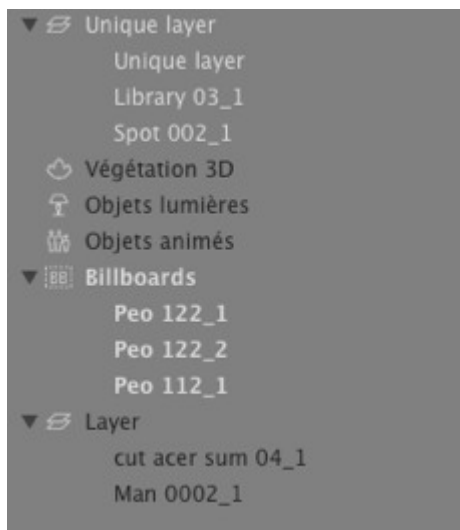 Unique layer
Unique layer
Library 03_1
Spot 002_1
Végétation 3D
Objets lumières
Objets animés
BB Billboards
Peo 122_1
Peo 122_2
Peo 112_1
Layer
cut acer sum 04_1
Man 0002_1